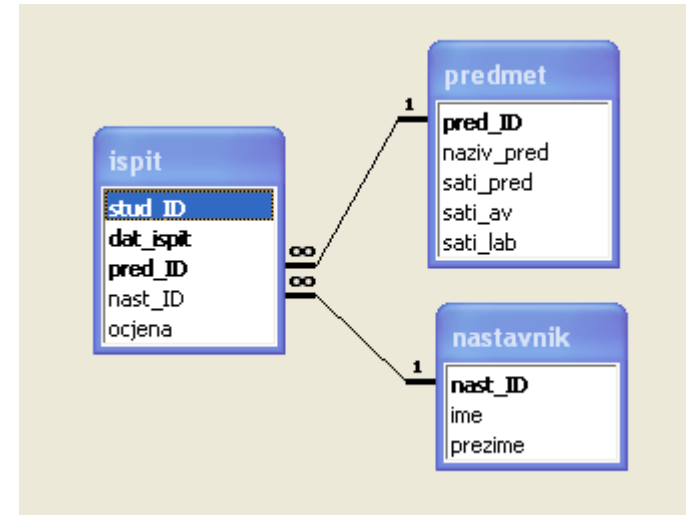 ispit
stud_ID
dat_ispit
pred_ID
nast_ID
ocjena
∞
∞
1
predmet
pred_ID
naziv_pred
sati_pred
sati_av
sati_lab
1
nastavnik
nast_ID
ime
prezime